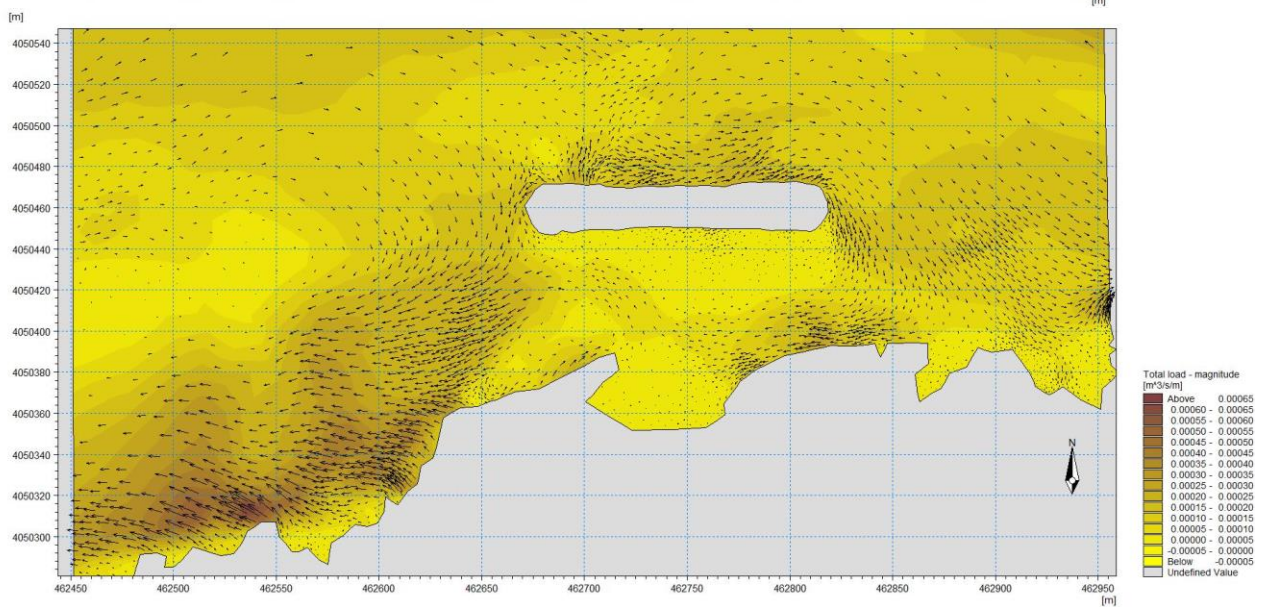 [m]
[m]
4050540
4050520
4050500
4050480
4050460
4050440
4050420
4050400
4050380
4050360
4050340
4050320
4050300
462450 462500 462550 462600 462650 462700 462750 462800 462850 462900 462950
[m]
N
Total load - magnitude
[m^3/s/m]
Above 0.00065
0.00060 - 0.00065
0.00055 - 0.00060
0.00050 - 0.00055
0.00045 - 0.00050
0.00040 - 0.00045
0.00035 - 0.00040
0.00030 - 0.00035
0.00025 - 0.00030
0.00020 - 0.00025
0.00015 - 0.00020
0.00010 - 0.00015
0.00005 - 0.00010
0.00000 - 0.00005
-0.00005 - 0.00000
Below -0.00005
Undefined Value